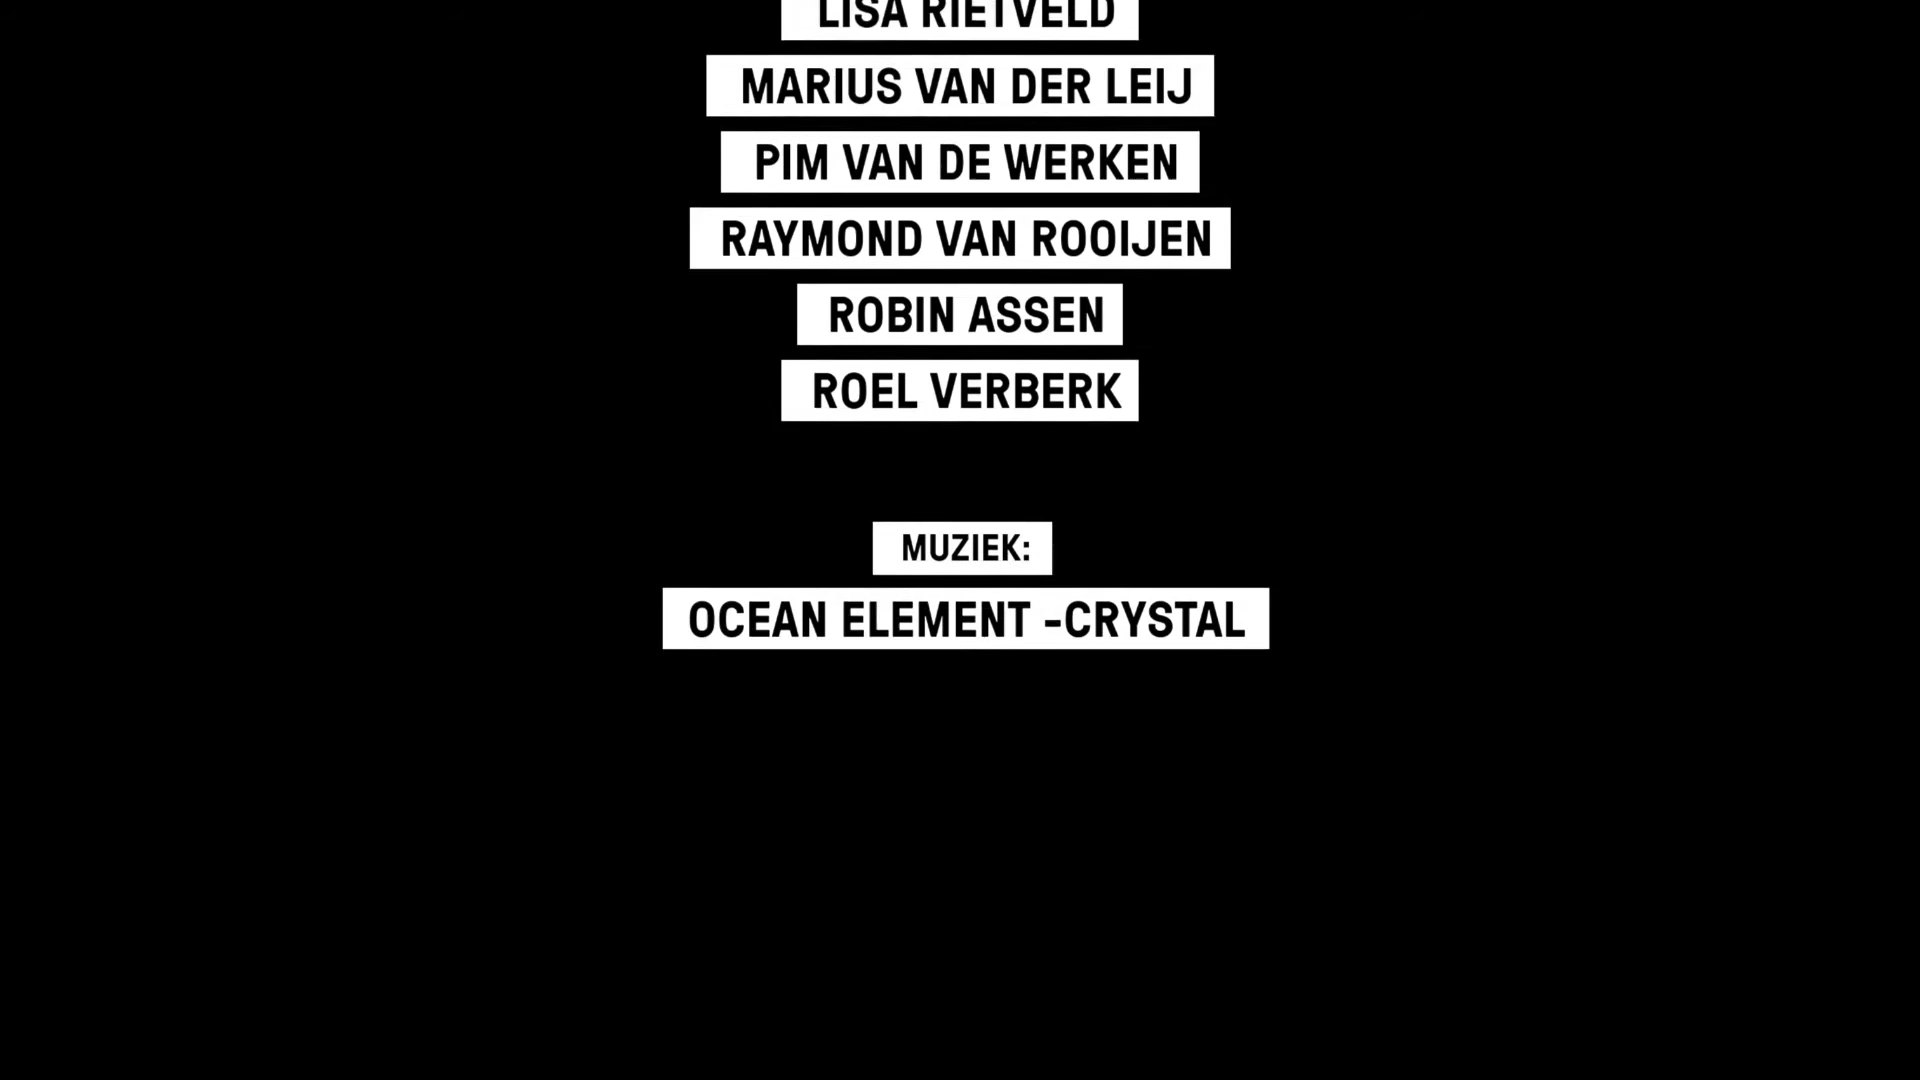 LISA RIETVELD
MARIUS VAN DER LEIJ
PIM VAN DE WERKEN
RAYMOND VAN ROOIJEN
ROBIN ASSEN
ROEL VERBERK
MUZIEK:
OCEAN ELEMENT -CRYSTAL